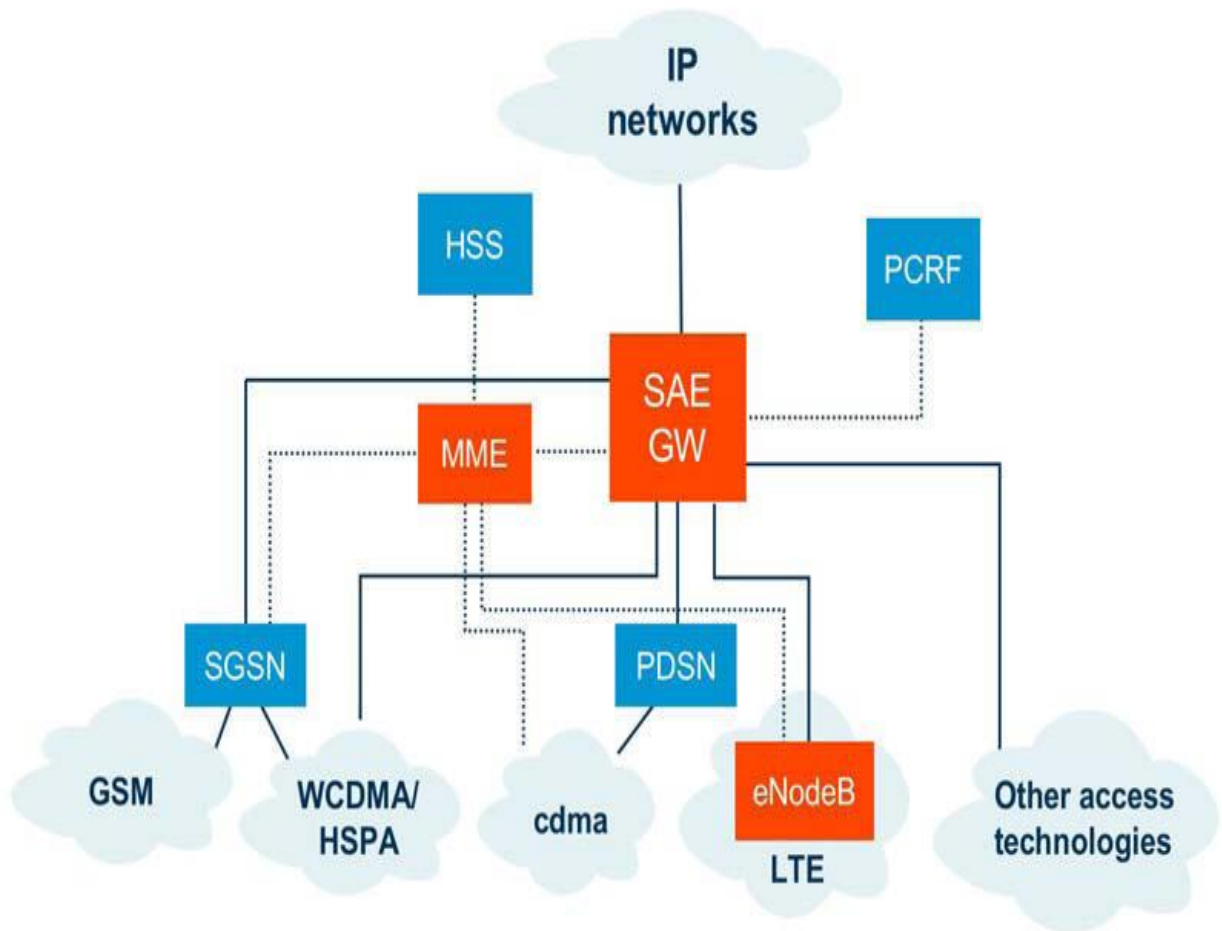 IP
networks
HSS
PCRF
SAE
GW
MME
SGSN
PDSN
GSM
WCDMA/
HSPA
cdma
eNodeB
LTE
Other access
technologies